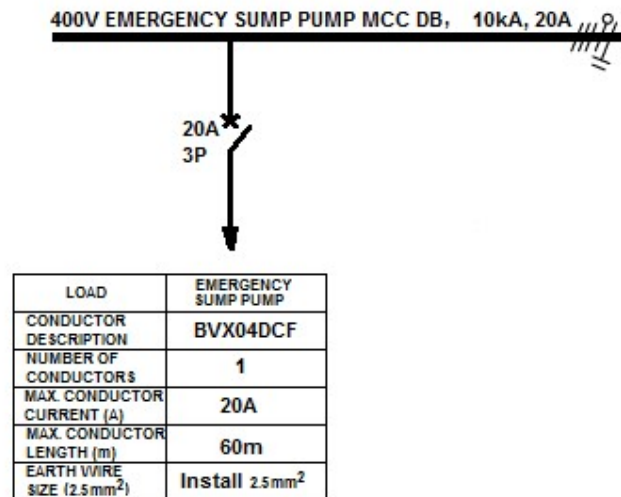 400V EMERGENCY SUMP PUMP MCC DB, 10kA, 20A
20A
3P
LOAD
EMERGENCY
SUMP PUMP
CONDUCTOR
DESCRIPTION
BVX04DCF
NUMBER OF
CONDUCTORS
1
MAX. CONDUCTOR
CURRENT (A)
20A
MAX. CONDUCTOR
LENGTH (m)
60m
EARTH WIRE
SIZE (2.5mm²)
Install 2.5mm²